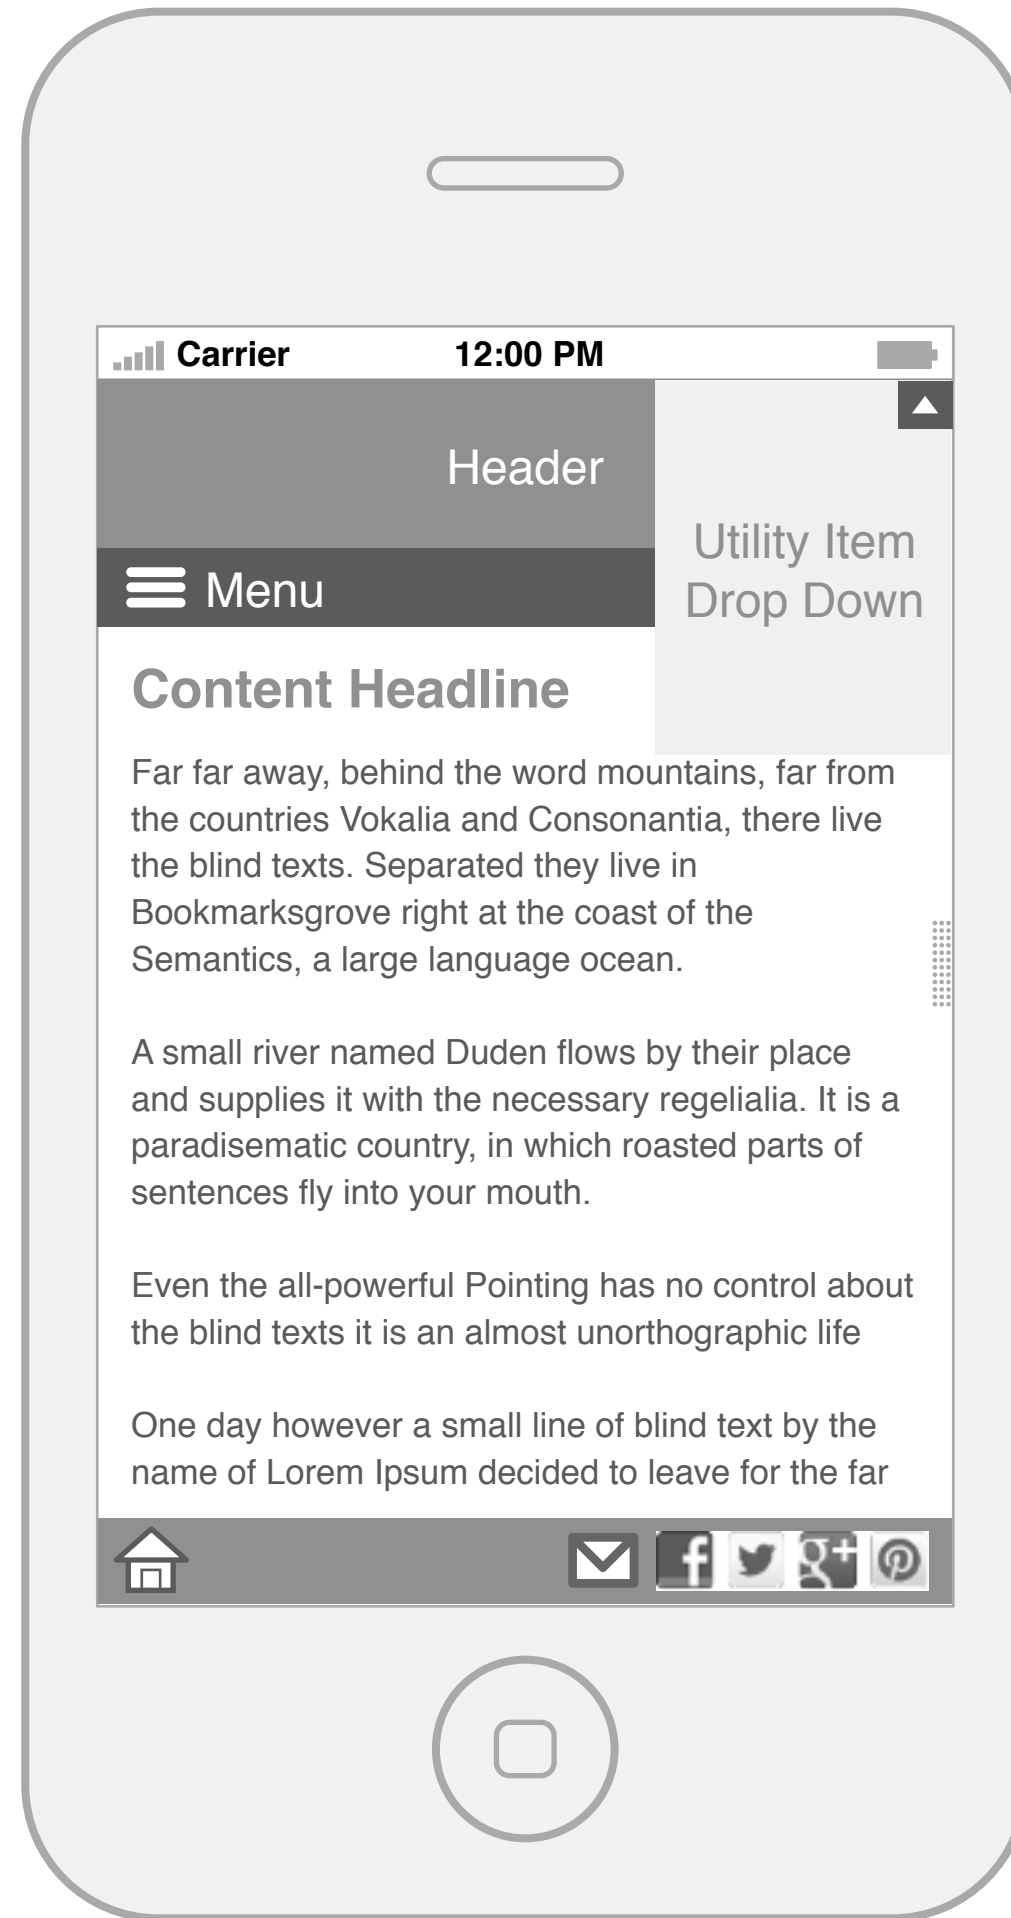 Carrier 12:00 PM
Header
Utility Item
Drop Down
Menu
Content Headline
Far far away, behind the word mountains, far from
the countries Vokalia and Consonantia, there live
the blind texts. Separated they live in
Bookmarksgrove right at the coast of the
Semantics, a large language ocean.
A small river named Duden flows by their place
and supplies it with the necessary regelialia. It is a
paradisematic country, in which roasted parts of
sentences fly into your mouth.
Even the all-powerful Pointing has no control about
the blind texts it is an almost unorthographic life
One day however a small line of blind text by the
name of Lorem Ipsum decided to leave for the far